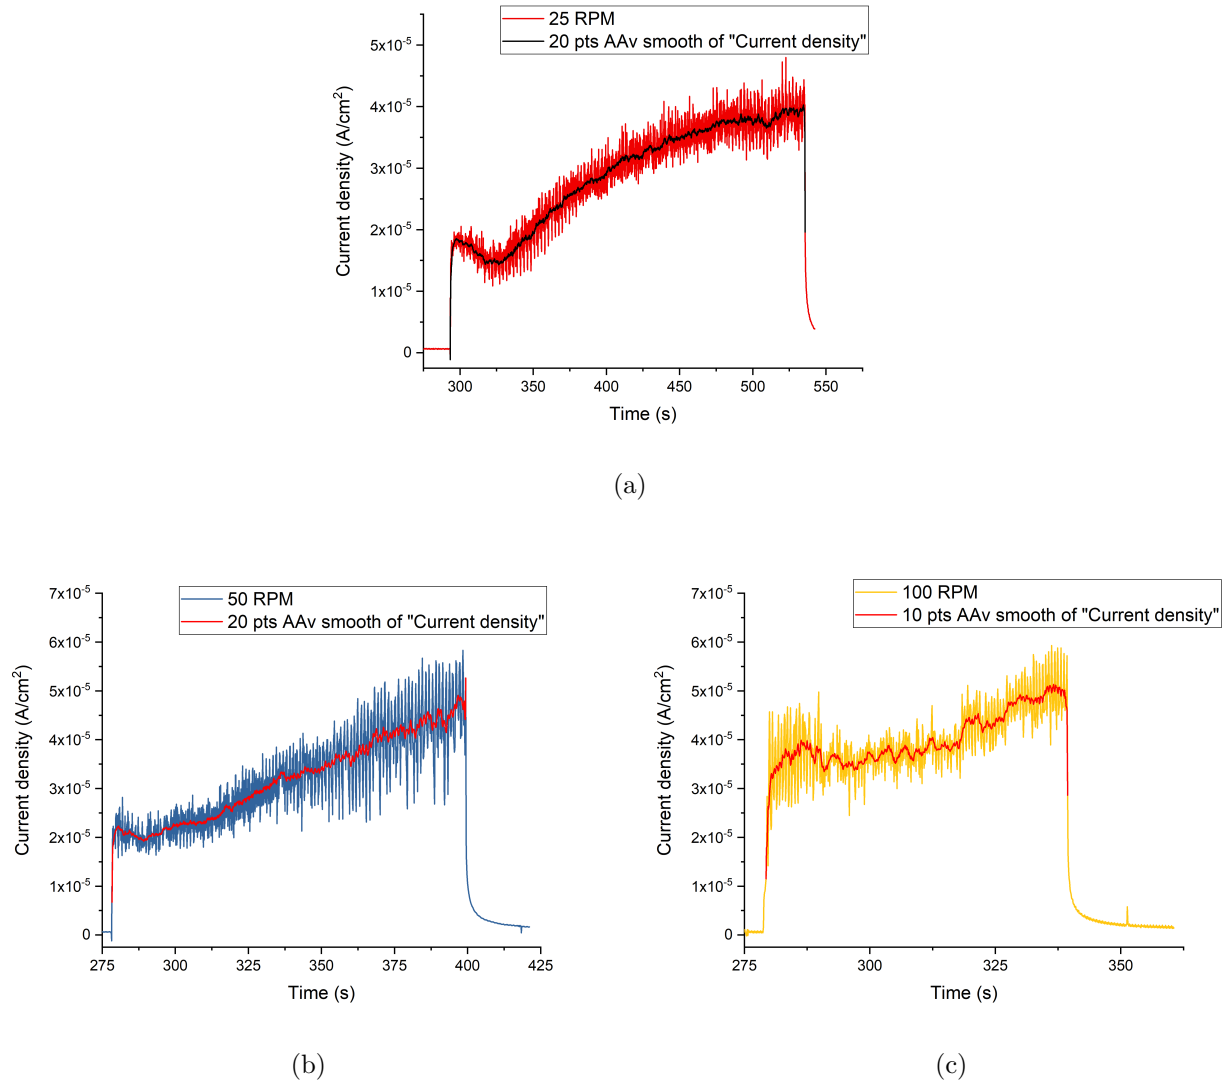 25 RPM
20 pts AAv smooth of "Current density"
5x10⁻⁵
4x10⁻⁵
3x10⁻⁵
2x10⁻⁵
1x10⁻⁵
0
Current density (A/cm²)
300 350 400 450 500 550
Time (s)
(a)
50 RPM
20 pts AAv smooth of "Current density"
7x10⁻⁵
6x10⁻⁵
5x10⁻⁵
4x10⁻⁵
3x10⁻⁵
2x10⁻⁵
1x10⁻⁵
0
Current density (A/cm²)
275 300 325 350 375 400 425
Time (s)
(b)
100 RPM
10 pts AAv smooth of "Current density"
7x10⁻⁵
6x10⁻⁵
5x10⁻⁵
4x10⁻⁵
3x10⁻⁵
2x10⁻⁵
1x10⁻⁵
0
Current density (A/cm²)
275 300 325 350
Time (s)
(c)